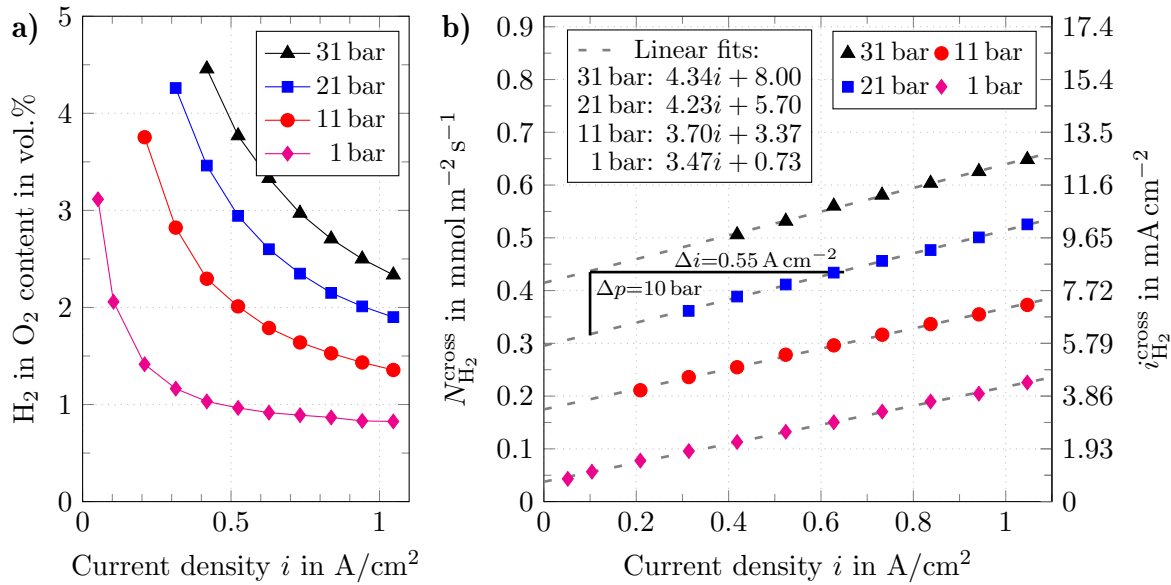 a)
H₂ in O₂ content in vol.%
5
4
3
2
1
0
31 bar
21 bar
11 bar
1 bar
0
0.5
1
Current density i in A/cm²
b)
N_H₂^cross in mmol m⁻² s⁻¹
0.9
0.8
0.7
0.6
0.5
0.4
0.3
0.2
0.1
0
Linear fits:
31 bar: 4.34i + 8.00
21 bar: 4.23i + 5.70
11 bar: 3.70i + 3.37
1 bar: 3.47i + 0.73
31 bar 11 bar
21 bar 1 bar
Δi=0.55 A cm⁻²
Δp=10 bar
17.4
15.4
13.5
11.6
9.65
7.72
5.79
3.86
1.93
0
i_H₂^cross in mA cm⁻²
0
0.2
0.4
0.6
0.8
1
Current density i in A/cm²